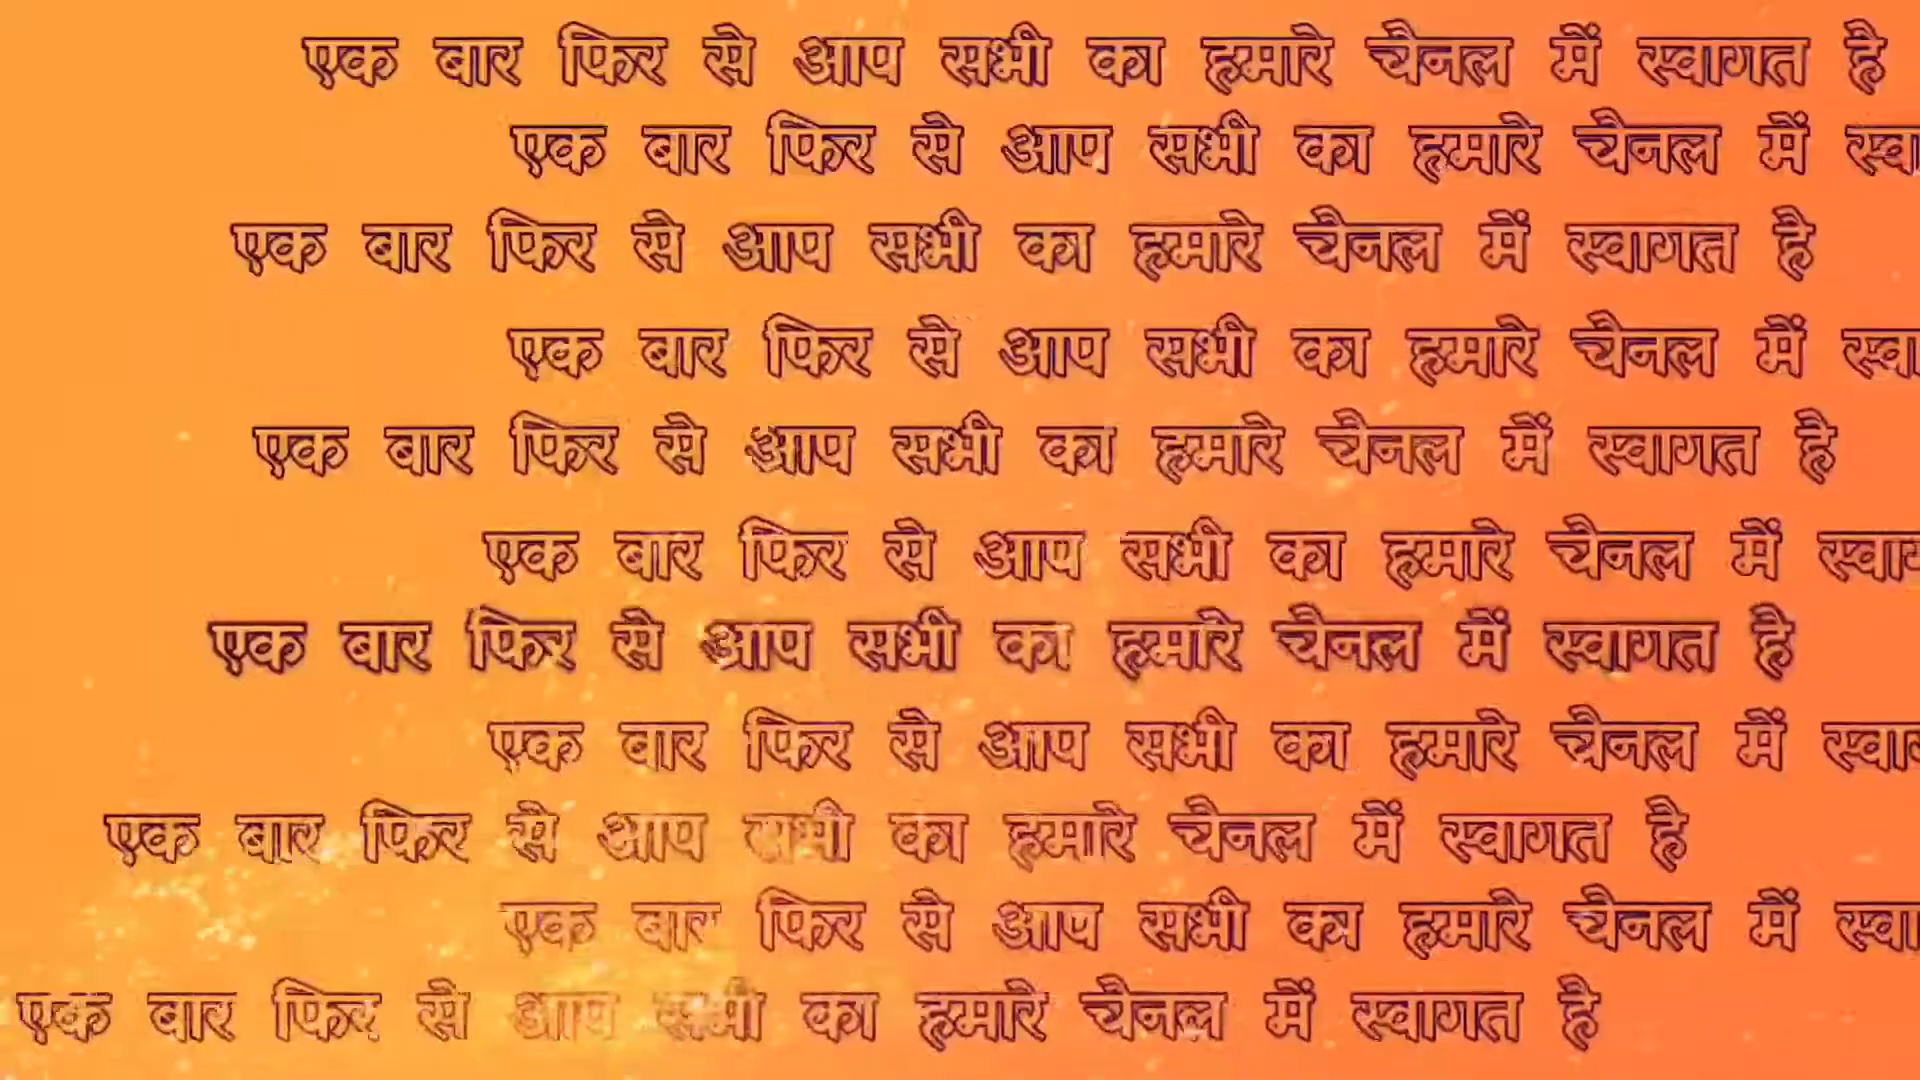 एक बार फिर से आप सभी का हमारे चैनल में स्वागत है
एक बार फिर से आप सभी का हमारे चैनल में स्वा
एक बार फिर से आप सभी का हमारे चैनल में स्वागत है
एक बार फिर से आप सभी का हमारे चैनल में स्वा
एक बार फिर से आप सभी का हमारे चैनल में स्वागत है
एक बार फिर से आप सभी का हमारे चैनल में स्वा
एक बार फिर से आप सभी का हमारे चैनल में स्वागत है
एक बार फिर से आप सभी का हमारे चैनल में स्वा
एक बार फिर से आप सभी का हमारे चैनल में स्वागत है
एक बार फिर से आप सभी का हमारे चैनल में स्वा
एक बार फिर से आप सभी का हमारे चैनल में स्वागत है